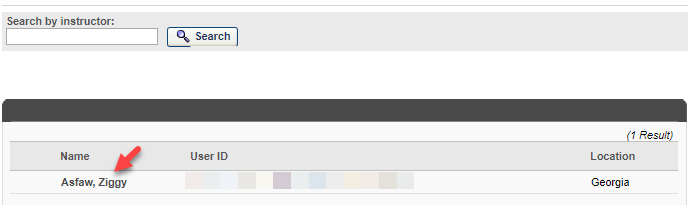 Search by instructor:
Search
(1 Result)
Name User ID Location
Asfaw, Ziggy Georgia